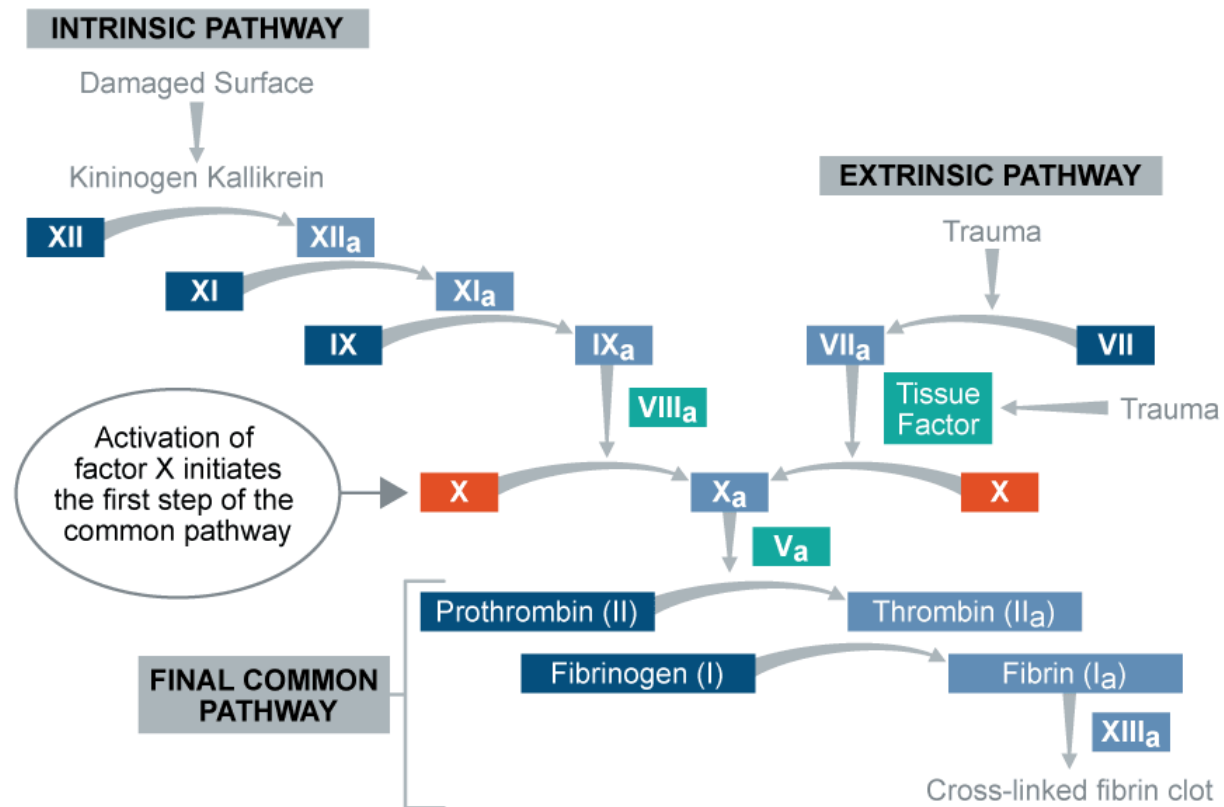 INTRINSIC PATHWAY
Damaged Surface
Kininogen Kallikrein
EXTRINSIC PATHWAY
Trauma
XII
XIIa
XI
XIa
IX
IXa
VIIa
VII
VIIIa
Tissue
Factor
Trauma
Activation of
factor X initiates
the first step of the
common pathway
X
Xa
X
Va
Prothrombin (II)
Thrombin (IIa)
Fibrinogen (I)
Fibrin (Ia)
FINAL COMMON
PATHWAY
XIIIa
Cross-linked fibrin clot